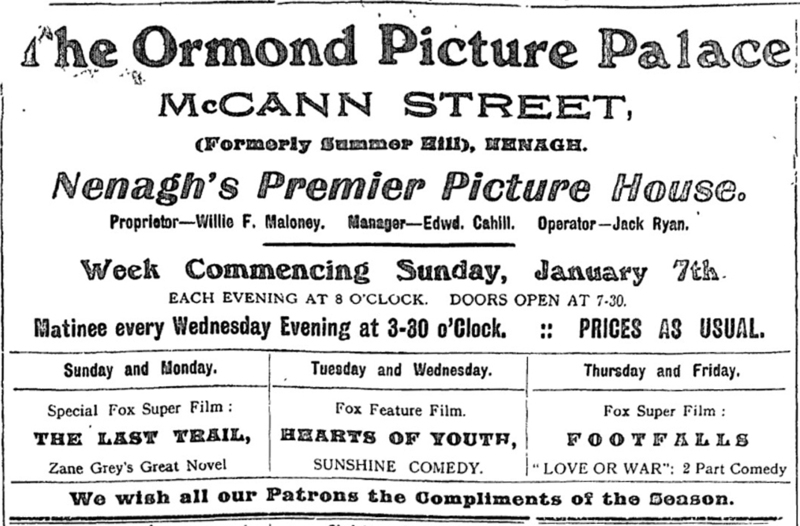 The Ormond Picture Palace
McCANN STREET,
(Formerly Summer Hill), NENAGH.
Nenagh's Premier Picture House.
Proprietor—Willie F. Maloney. Manager—Edwd. Cahill. Operator—Jack Ryan.
Week Commencing Sunday, January 7th.
EACH EVENING AT 8 O'CLOCK. DOORS OPEN AT 7-30.
Matinee every Wednesday Evening at 3-30 o'Clock. :: PRICES AS USUAL.
Sunday and Monday.
Special Fox Super Film :
THE LAST TRAIL,
Zane Grey's Great Novel
Tuesday and Wednesday.
Fox Feature Film.
HEARTS OF YOUTH,
SUNSHINE COMEDY.
Thursday and Friday.
Fox Super Film :
FOOTFALLS
"LOVE OR WAR": 2 Part Comedy
We wish all our Patrons the Compliments of the Season.